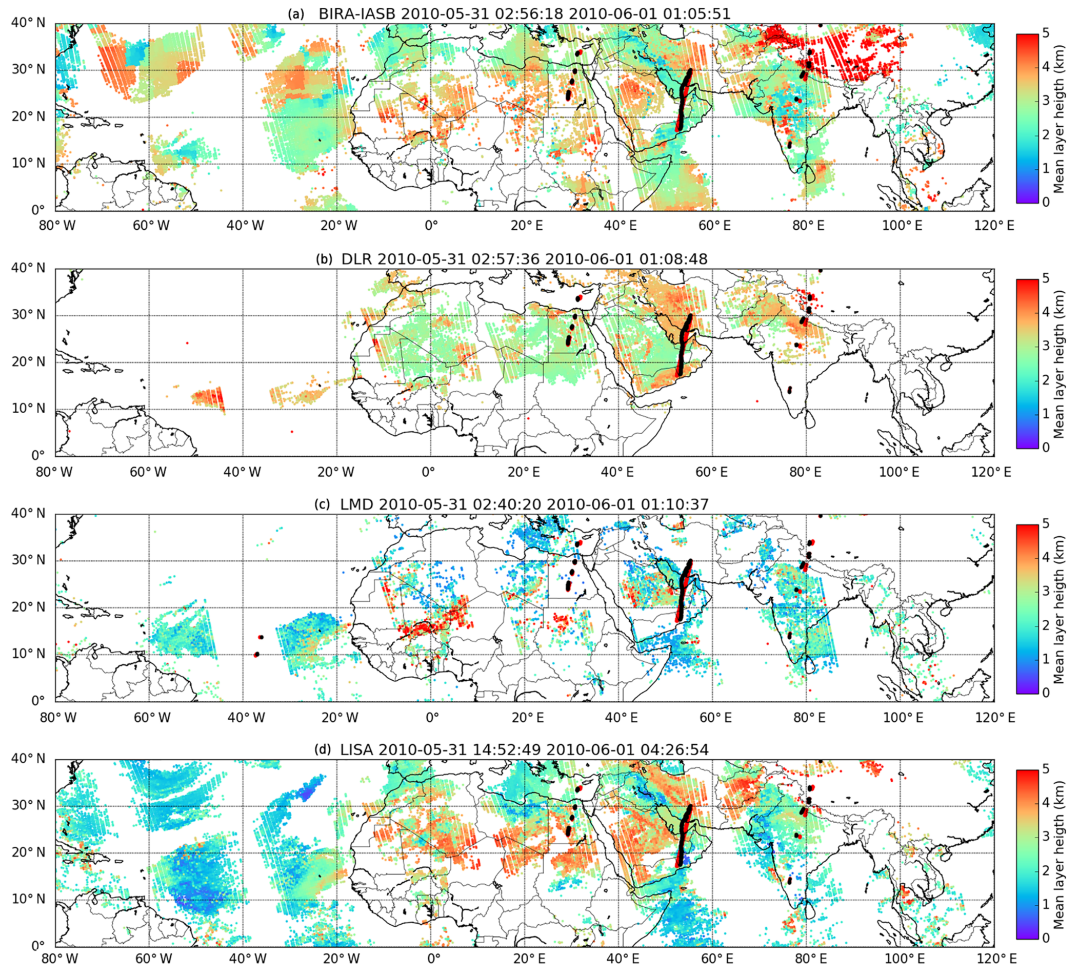 (a) BIRA-IASB 2010-05-31 02:56:18 2010-06-01 01:05:51
40° N
30° N
20° N
10° N
0°
80° W 60° W 40° W 20° W 0° 20° E 40° E 60° E 80° E 100° E 120° E
5
4
3
2
1
0
Mean layer heigth (km)
(b) DLR 2010-05-31 02:57:36 2010-06-01 01:08:48
40° N
30° N
20° N
10° N
0°
80° W 60° W 40° W 20° W 0° 20° E 40° E 60° E 80° E 100° E 120° E
5
4
3
2
1
0
Mean layer heigth (km)
(c) LMD 2010-05-31 02:40:20 2010-06-01 01:10:37
40° N
30° N
20° N
10° N
0°
80° W 60° W 40° W 20° W 0° 20° E 40° E 60° E 80° E 100° E 120° E
5
4
3
2
1
0
Mean layer heigth (km)
(d) LISA 2010-05-31 14:52:49 2010-06-01 04:26:54
40° N
30° N
20° N
10° N
0°
80° W 60° W 40° W 20° W 0° 20° E 40° E 60° E 80° E 100° E 120° E
5
4
3
2
1
0
Mean layer heigth (km)